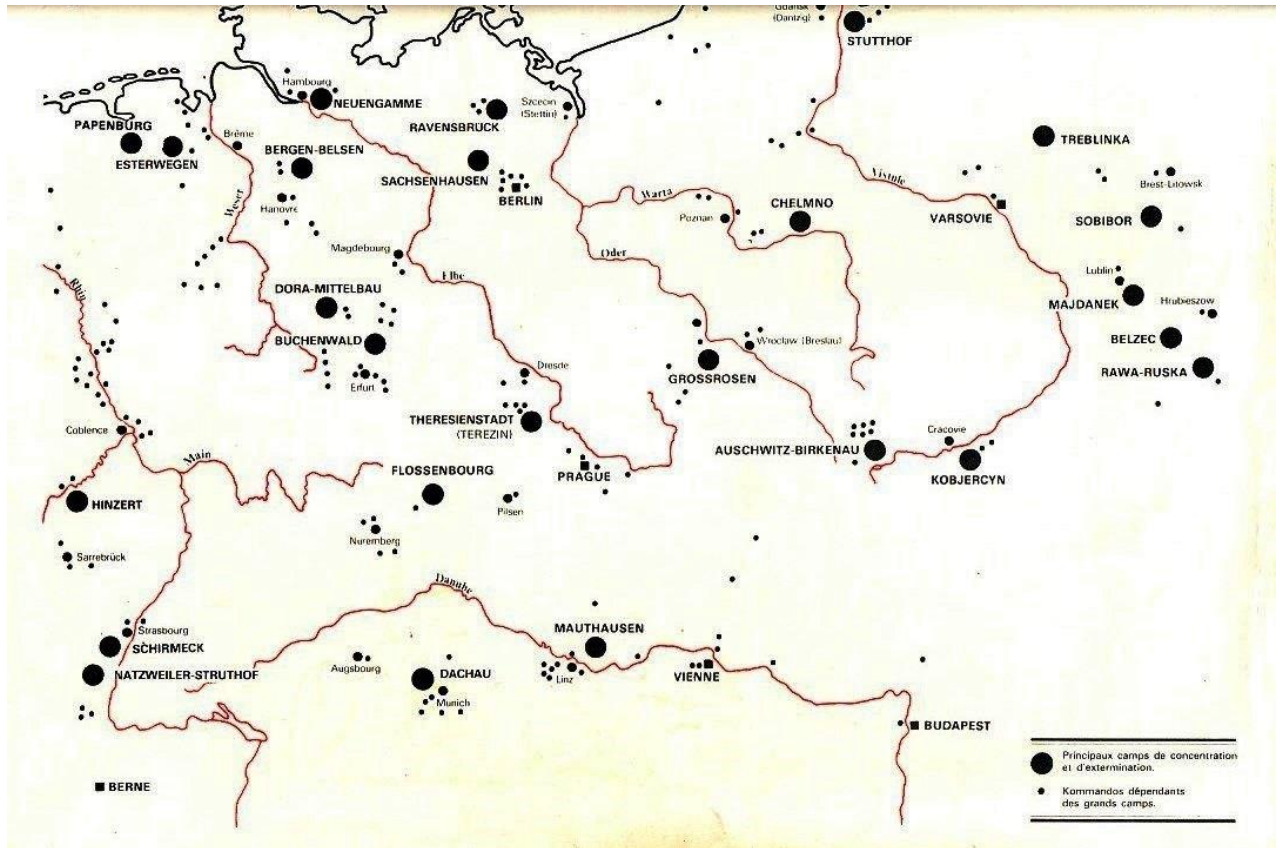 Gdansk
(Dantzig)
STUTTHOF
Hambourg
NEUENGAMME
RAVENSBRÜCK
Szcecin
(Stettin)
PAPENBURG
ESTERWEGEN
Brême
BERGEN-BELSEN
SACHSENHAUSEN
BERLIN
TREBLINKA
Hanovre
Weser
Warta
Poznan
CHELMNO
Vistule
VARSOVIE
Brest-Litowsk
SOBIBOR
Magdebourg
Elbe
Oder
Rhin
Lublin
MAJDANEK
Hrubieszow
DORA-MITTELBAU
BUCHENWALD
Erfurt
Dresde
Wroclaw (Breslau)
GROSSROSEN
BELZEC
RAWA-RUSKA
THERESIENSTADT
(TEREZIN)
Coblence
Main
PRAGUE
AUSCHWITZ-BIRKENAU
Cracovie
KOBJERCYN
FLOSSENBOURG
Pilsen
HINZERT
Nuremberg
Sarrebrück
Danube
Strasbourg
SCHIRMECK
NATZWEILER-STRUTHOF
Augsbourg
DACHAU
Munich
MAUTHAUSEN
Linz
VIENNE
BUDAPEST
BERNE
Principaux camps de concentration
et d'extermination.
Kommandos dépendants
des grands camps.